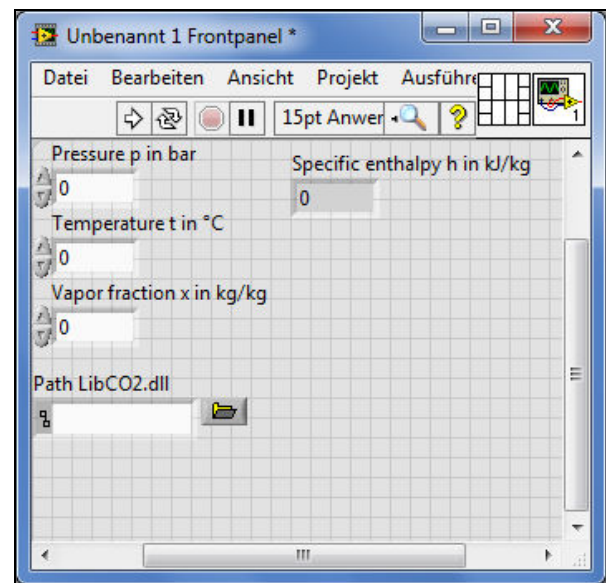 Unbenannt 1 Frontpanel *
Datei Bearbeiten Ansicht Projekt Ausführe
15pt Anwer ?
1
Pressure p in bar
0
Specific enthalpy h in kJ/kg
0
Temperature t in °C
0
Vapor fraction x in kg/kg
0
Path LibCO2.dll